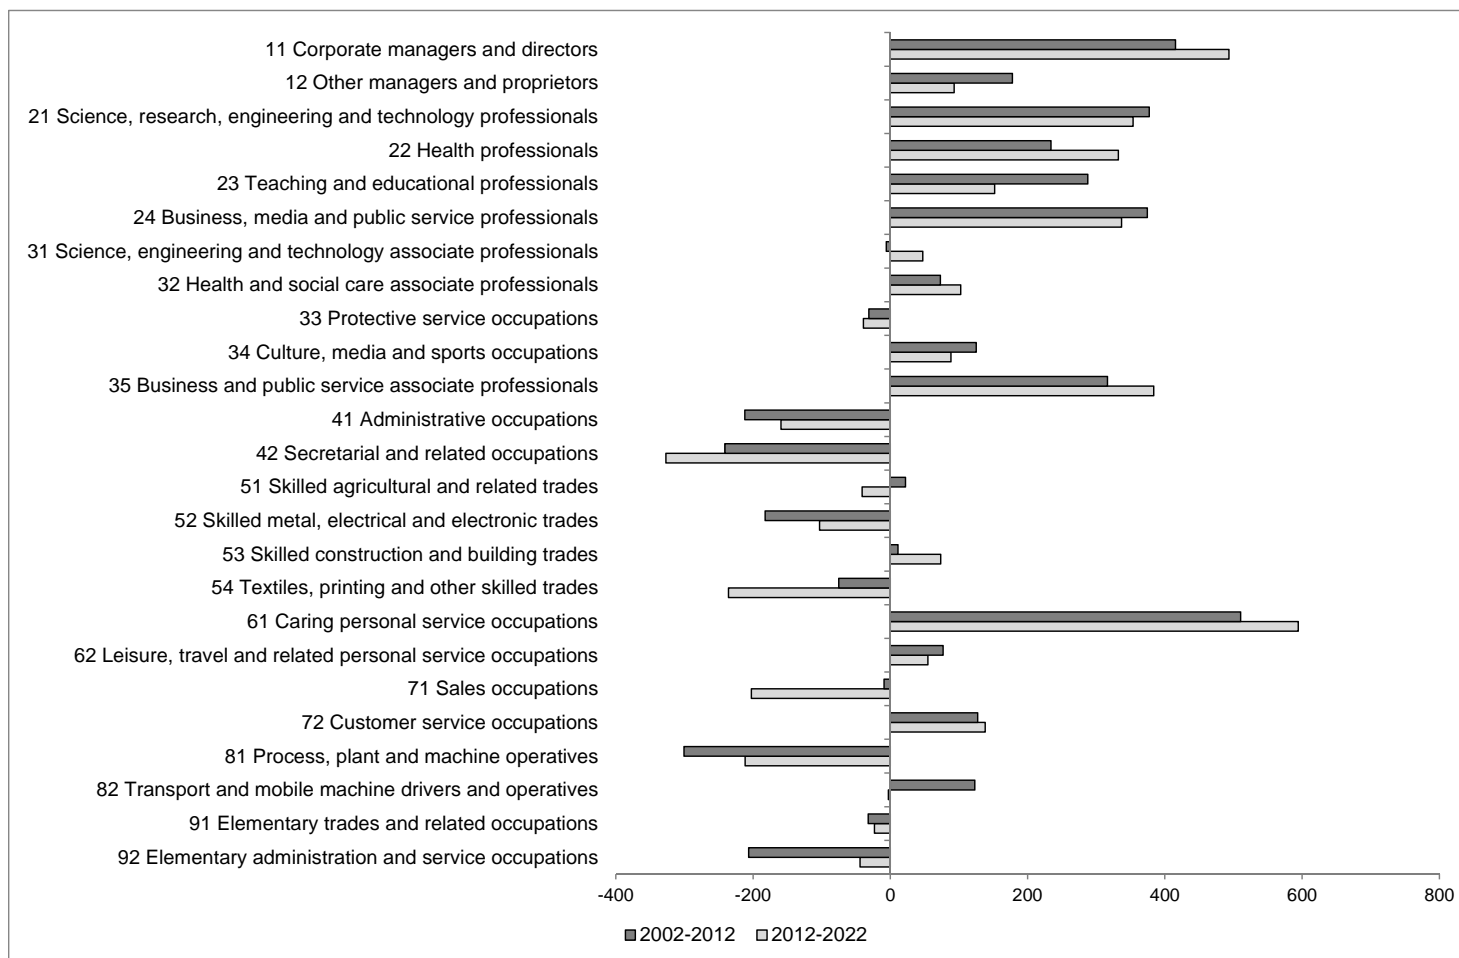 11 Corporate managers and directors
12 Other managers and proprietors
21 Science, research, engineering and technology professionals
22 Health professionals
23 Teaching and educational professionals
24 Business, media and public service professionals
31 Science, engineering and technology associate professionals
32 Health and social care associate professionals
33 Protective service occupations
34 Culture, media and sports occupations
35 Business and public service associate professionals
41 Administrative occupations
42 Secretarial and related occupations
51 Skilled agricultural and related trades
52 Skilled metal, electrical and electronic trades
53 Skilled construction and building trades
54 Textiles, printing and other skilled trades
61 Caring personal service occupations
62 Leisure, travel and related personal service occupations
71 Sales occupations
72 Customer service occupations
81 Process, plant and machine operatives
82 Transport and mobile machine drivers and operatives
91 Elementary trades and related occupations
92 Elementary administration and service occupations
-400 -200 0 200 400 600 800
2002-2012 2012-2022